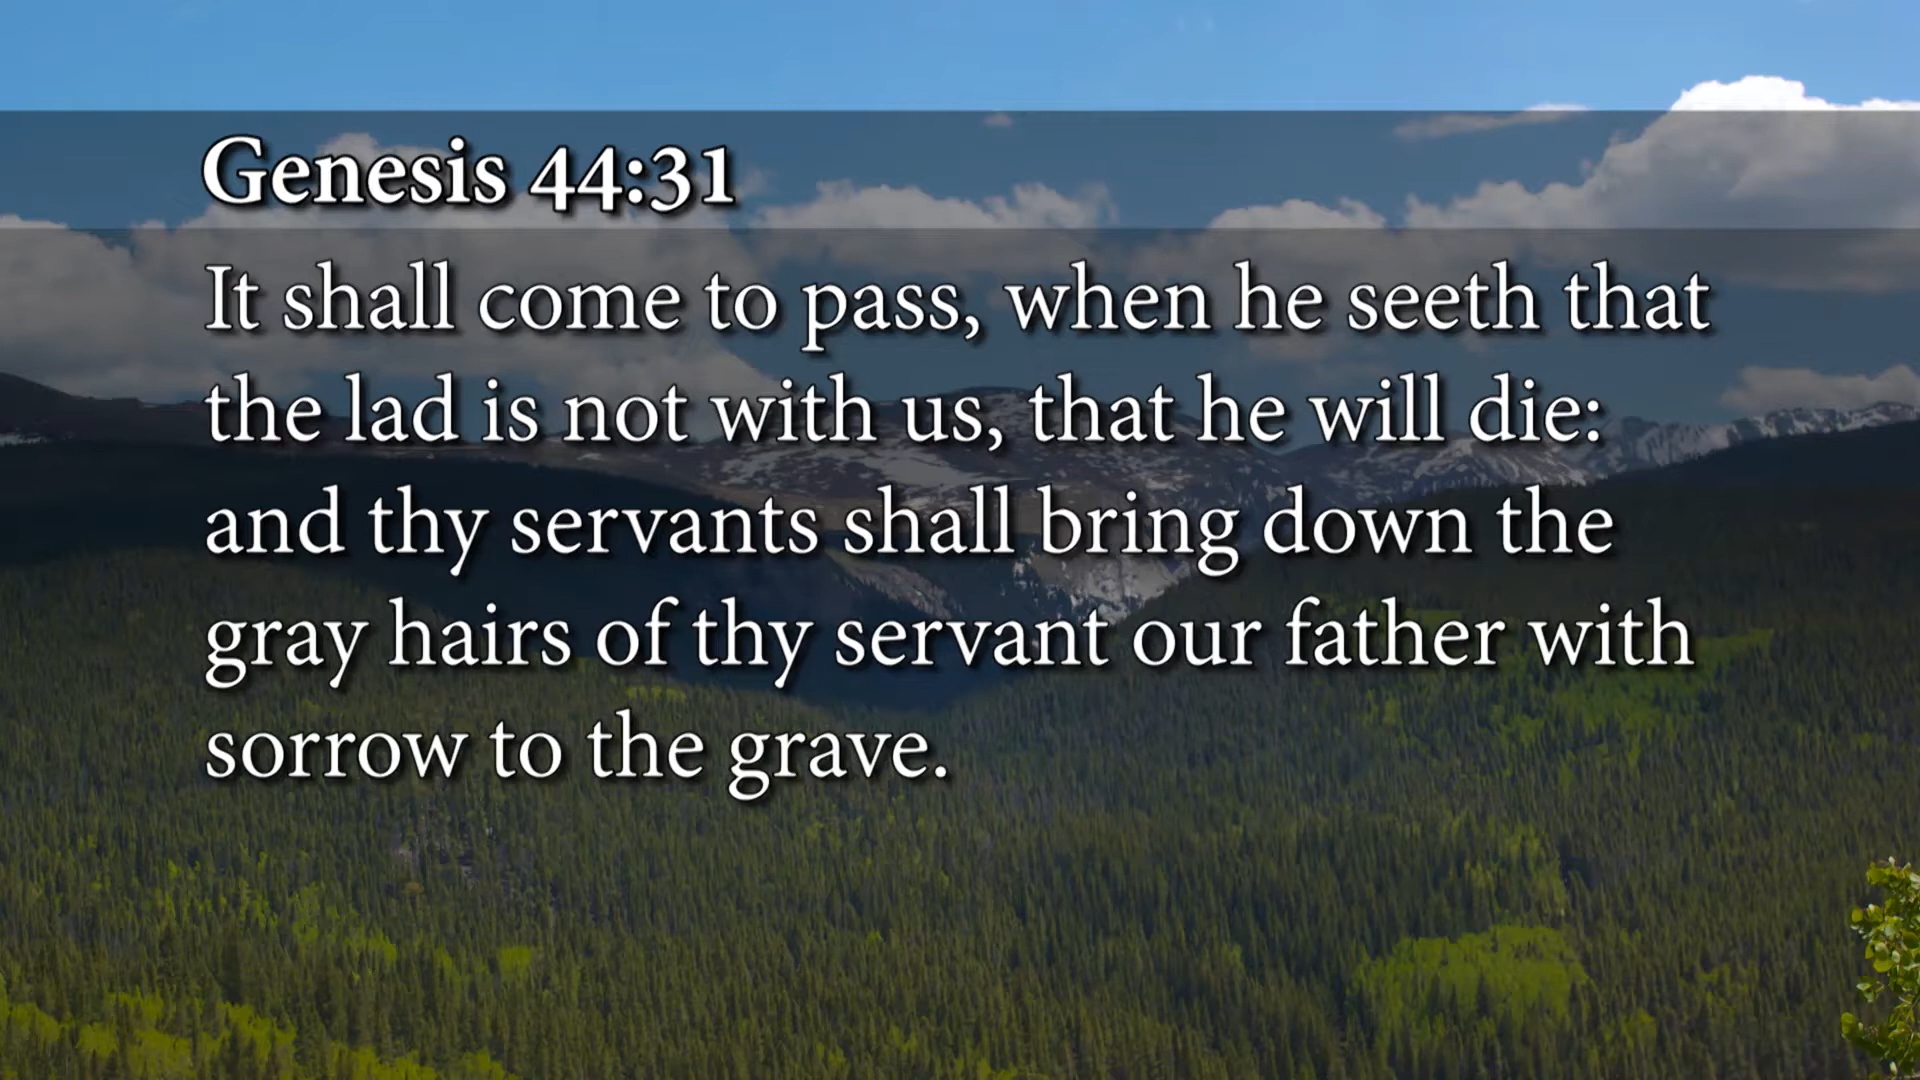 Genesis 44:31
It shall come to pass, when he seeth that
the lad is not with us, that he will die:
and thy servants shall bring down the
gray hairs of thy servant our father with
sorrow to the grave.